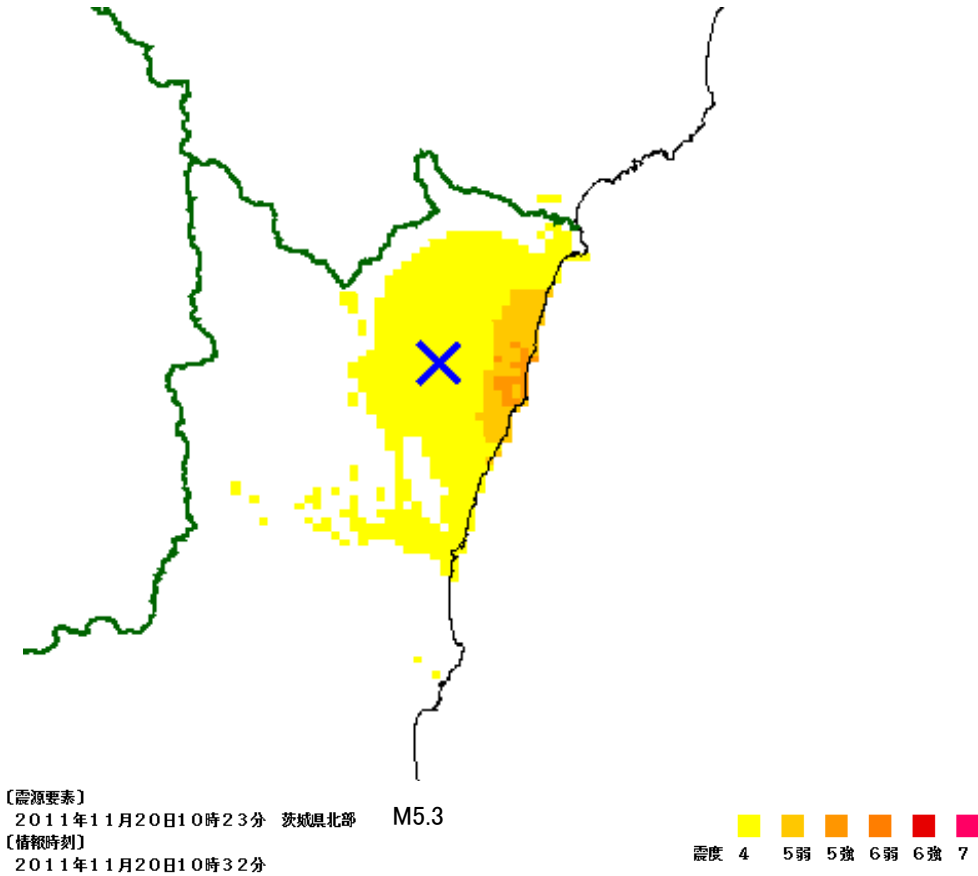 〔震源要素〕
2011年11月20日10時23分 茨城県北部 M5.3
〔情報時刻〕
2011年11月20日10時32分
震度 4 5弱 5強 6弱 6強 7